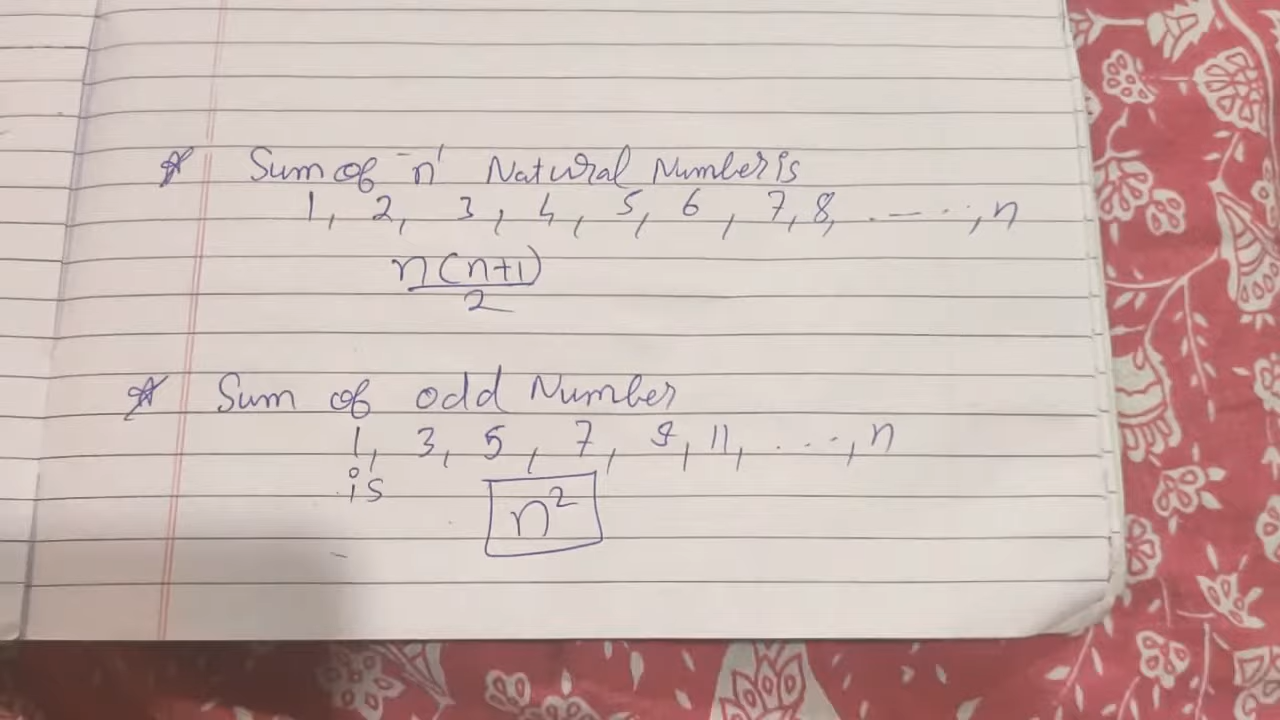 ☆ Sum of 'n' Natural Number is
1, 2, 3, 4, 5, 6, 7, 8, ....., n
n(n+1)
2
☆ Sum of odd Number
1, 3, 5, 7, 9, 11, ....., n
is n²